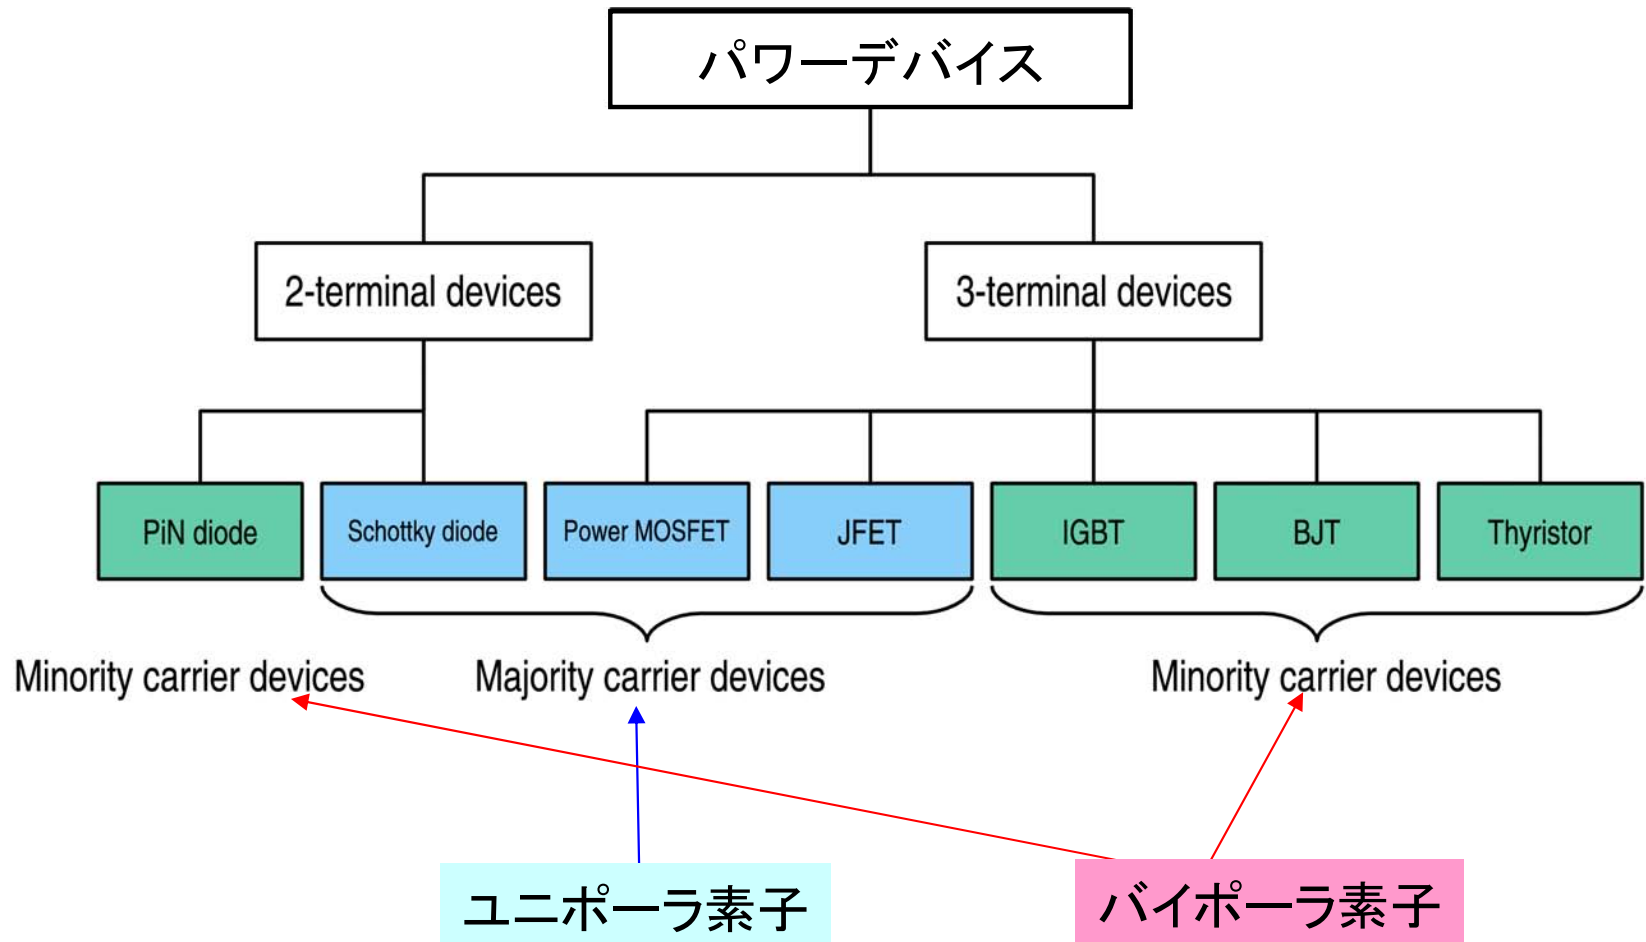 パワーデバイス
2-terminal devices
3-terminal devices
PiN diode
Schottky diode
Power MOSFET
JFET
IGBT
BJT
Thyristor
Minority carrier devices
Majority carrier devices
Minority carrier devices
ユニポーラ素子
バイポーラ素子